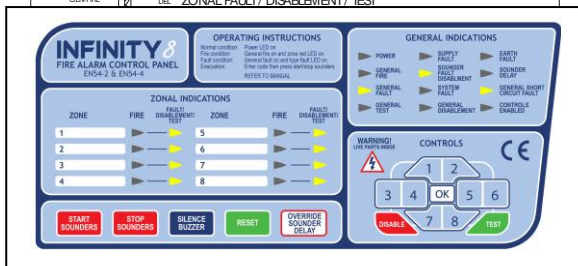 CENTRAL
DEL ZONAL FAULT / DISABLEMENT / TEST
INFINITY 8
FIRE ALARM CONTROL PANEL
EN54-2 & EN54-4
OPERATING INSTRUCTIONS
Normal condition: Power LED on
Fire condition: General fire on and zone red LED on
Fault condition: General fault on and type fault LED on
Evacuation: Enter code then press start/stop sounders
REFER TO MANUAL
GENERAL INDICATIONS
POWER
SUPPLY FAULT
EARTH FAULT
GENERAL FIRE
SOUNDER FAULT DISABLMENT
SOUNDER DELAY
GENERAL FAULT
SYSTEM FAULT
GENERAL SHORT CIRCUIT FAULT
GENERAL TEST
GENERAL DISABLEMENT
CONTROLS ENABLED
ZONAL INDICATIONS
ZONE FIRE FAULT/ DISABLEMENT/ TEST ZONE FIRE FAULT/ DISABLEMENT/ TEST
1 5
2 6
3 7
4 8
WARNING!
LIVE PARTS INSIDE
CONTROLS
CE
1 2
3 4 OK 5 6
DISABLE 7 8 TEST
START SOUNDERS
STOP SOUNDERS
SILENCE BUZZER
RESET
OVERRIDE SOUNDER DELAY